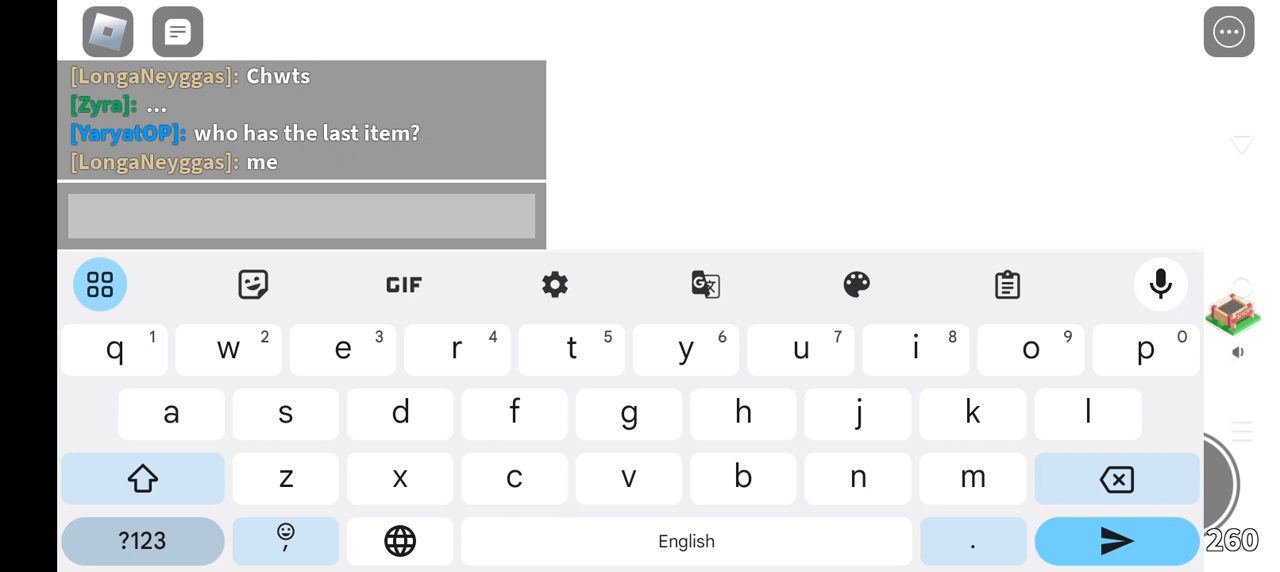 [LongaNeyggas]: Chwts
[Zyra]: ...
[YaryatOP]: who has the last item?
[LongaNeyggas]: me
GIF
q 1 w 2 e 3 r 4 t 5 y 6 u 7 i 8 o 9 p 0
a s d f g h j k l
z x c v b n m
?123 , English .
260